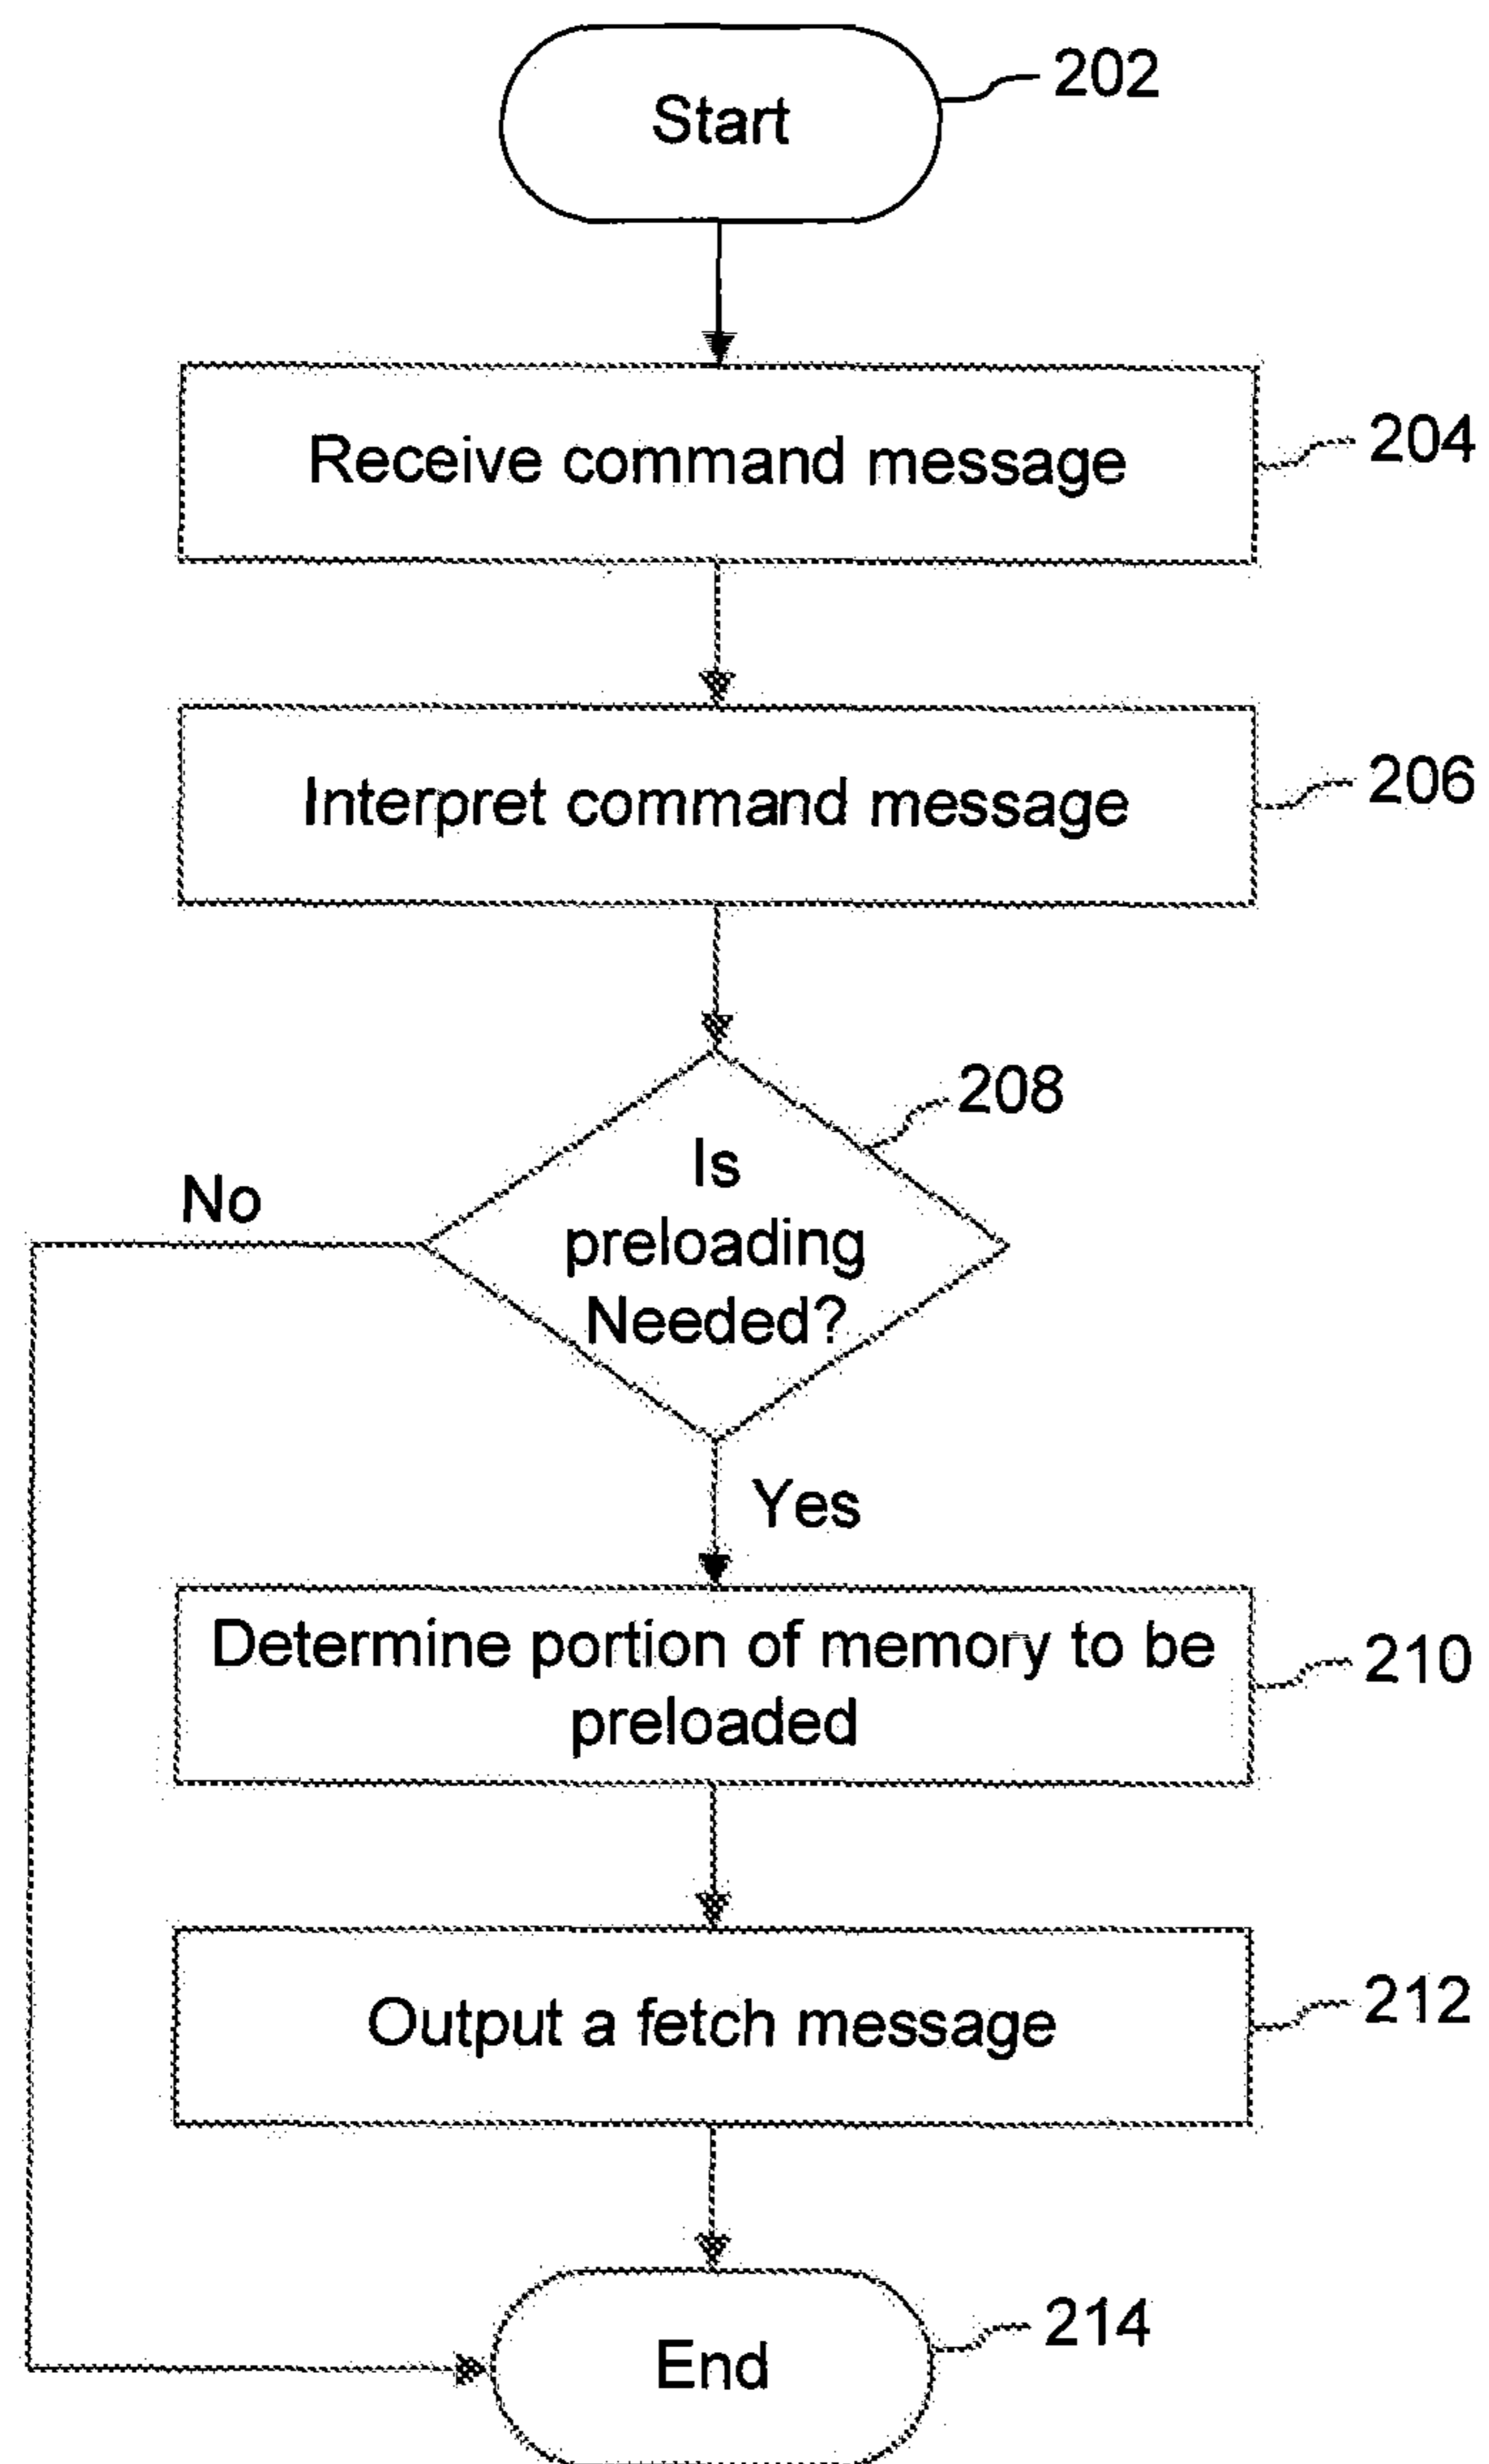 Start
202
Receive command message
204
Interpret command message
206
208
Is
preloading
Needed?
No
Yes
Determine portion of memory to be
preloaded
210
Output a fetch message
212
End
214